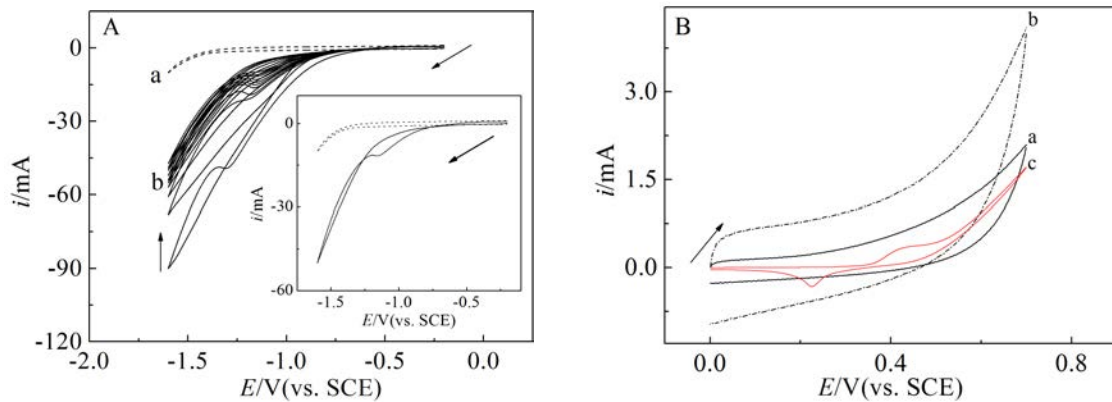 A
0
-30
-60
-90
-120
i/mA
-2.0 -1.5 -1.0 -0.5 0.0
E/V(vs. SCE)
a
b
0
-30
-60
i/mA
-1.5 -1.0 -0.5
E/V(vs. SCE)
B
3.0
1.5
0.0
i/mA
0.0 0.4 0.8
E/V(vs. SCE)
b
a
c